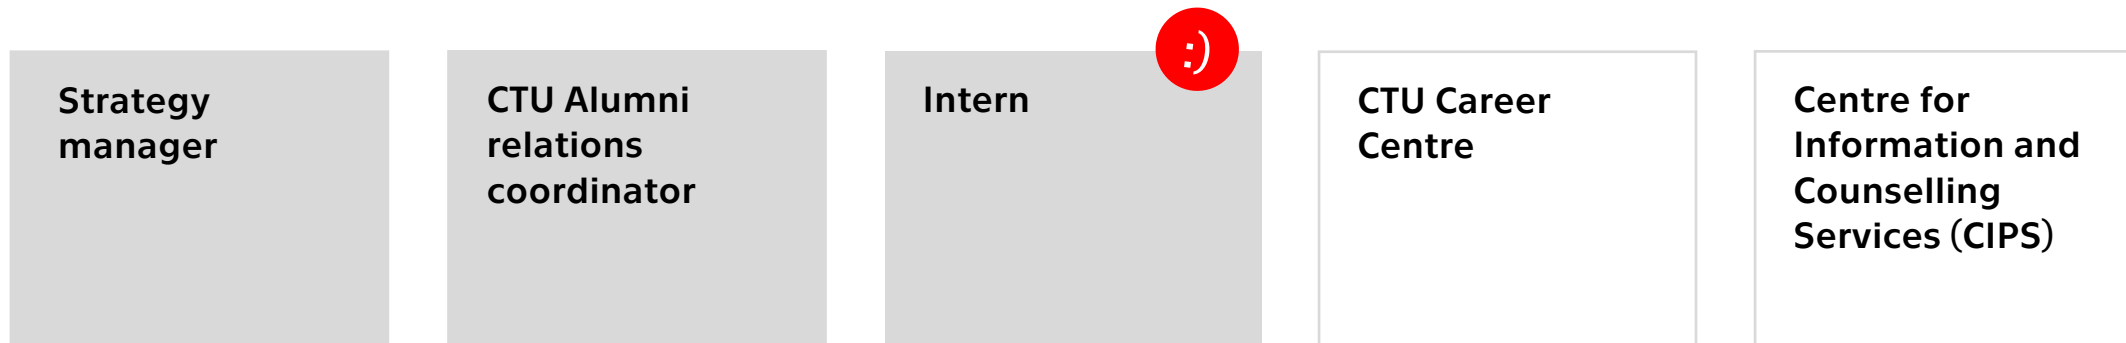 Strategy
manager
CTU Alumni
relations
coordinator
Intern
:)
CTU Career
Centre
Centre for
Information and
Counselling
Services (CIPS)